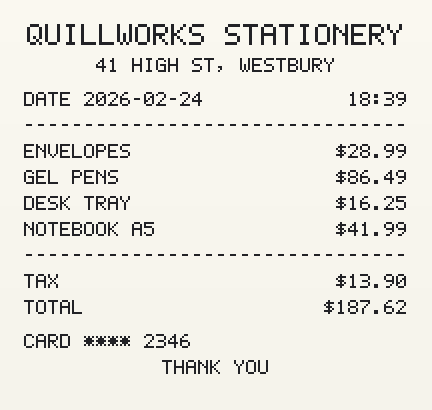 QUILLWORKS STATIONERY
41 HIGH ST, WESTBURY
DATE 2026-02-24 18:39
--------------------------------
ENVELOPES $28.99
GEL PENS $86.49
DESK TRAY $16.25
NOTEBOOK A5 $41.99
--------------------------------
TAX $13.90
TOTAL $187.62
CARD **** 2346
THANK YOU